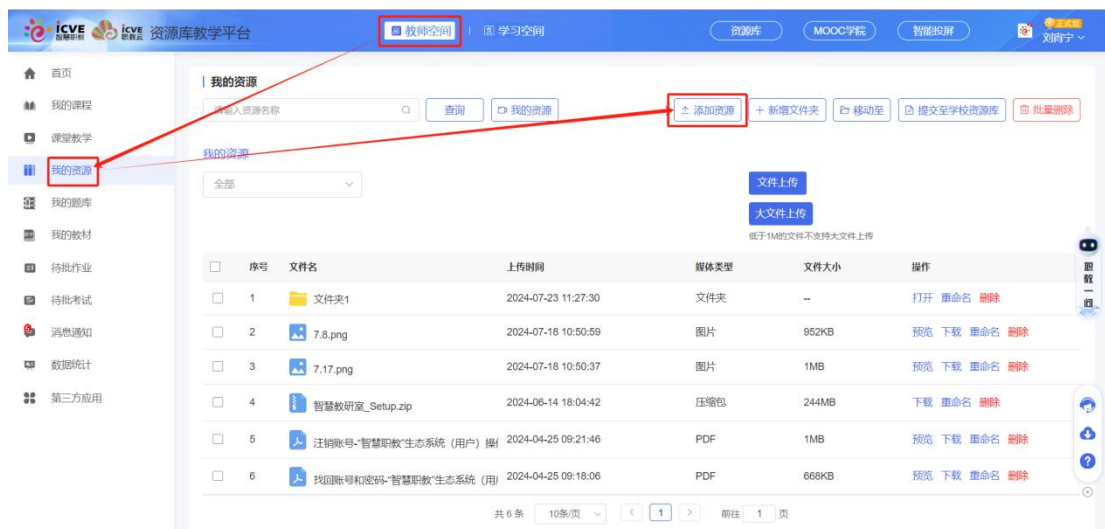 icve 智慧职教 icve 职教云 资源库教学平台 教师空间 学习空间 资源库 MOOC学院 智能投屏 正式版 刘尚宁
首页
我的课程
课堂教学
我的资源
我的题库
我的教材
待批作业
待批考试
消息通知
数据统计
第三方应用
我的资源
请输入资源名称 查询 我的资源 添加资源 新增文件夹 移动至 提交至学校资源库 批量删除
我的资源
全部
文件上传
大文件上传
低于1M的文件不支持大文件上传
序号 文件名 上传时间 媒体类型 文件大小 操作
1 文件夹1 2024-07-23 11:27:30 文件夹 -- 打开 重命名 删除
2 7.8.png 2024-07-18 10:50:59 图片 952KB 预览 下载 重命名 删除
3 7.17.png 2024-07-18 10:50:37 图片 1MB 预览 下载 重命名 删除
4 智慧教研室_Setup.zip 2024-06-14 18:04:42 压缩包 244MB 下载 重命名 删除
5 注销账号-“智慧职教”生态系统（用户）操 2024-04-25 09:21:46 PDF 1MB 预览 下载 重命名 删除
6 找回账号和密码-“智慧职教”生态系统（用 2024-04-25 09:18:06 PDF 668KB 预览 下载 重命名 删除
共 6 条 10条/页 1 前往 1 页
职教一问